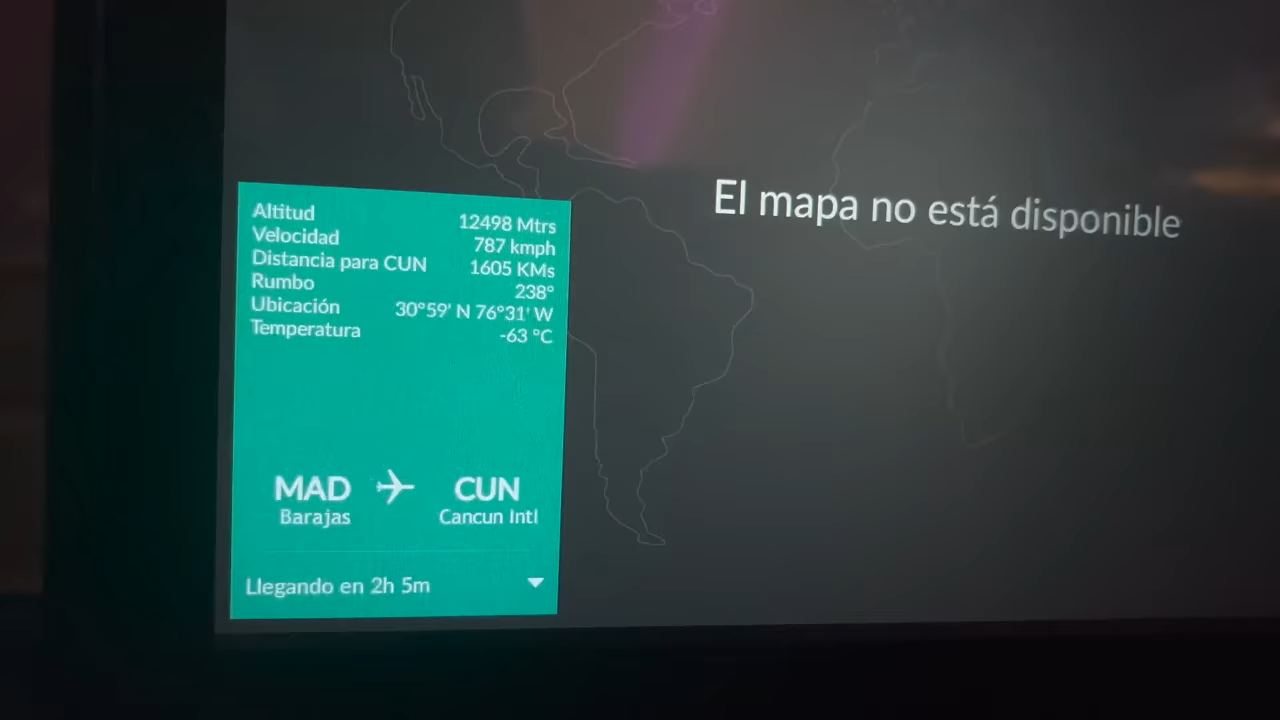 El mapa no está disponible
Altitud 12498 Mtrs
Velocidad 787 kmph
Distancia para CUN 1605 KMs
Rumbo 238°
Ubicación 30°59' N 76°31' W
Temperatura -63 °C
MAD CUN
Barajas Cancun Intl
Llegando en 2h 5m